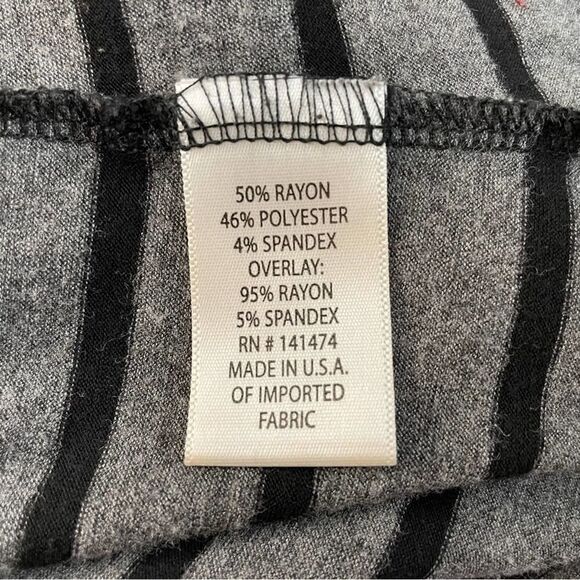 50% RAYON
46% POLYESTER
4% SPANDEX
OVERLAY:
95% RAYON
5% SPANDEX
RN # 141474
MADE IN U.S.A.
OF IMPORTED
FABRIC